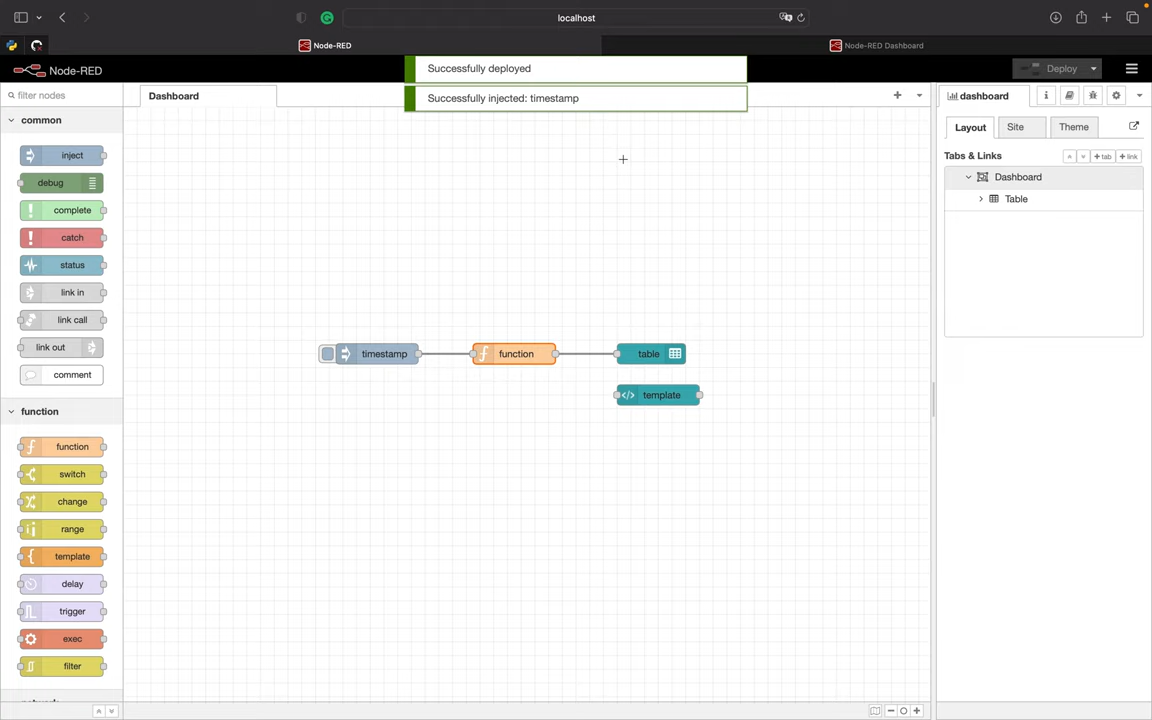 localhost
Node-RED
Node-RED Dashboard
Node-RED
Successfully deployed
Deploy
filter nodes
Dashboard
Successfully injected: timestamp
dashboard
common
inject
debug
complete
catch
status
link in
link call
link out
comment
function
function
switch
change
range
template
delay
trigger
exec
filter
timestamp
function
table
template
Layout
Site
Theme
Tabs & Links
tab
link
Dashboard
Table